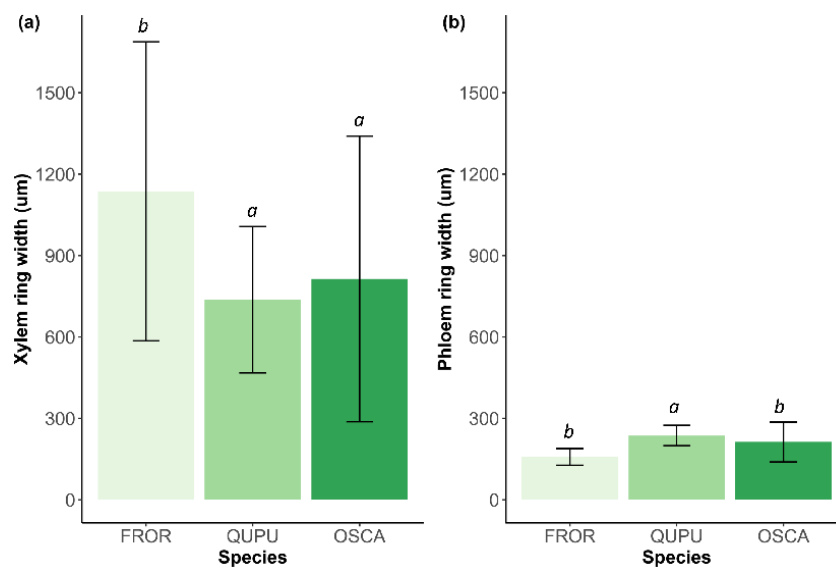 (a)
Xylem ring width (um)
1500
1200
900
600
300
0
b
a
a
FROR QUPU OSCA
Species
(b)
Phloem ring width (um)
1500
1200
900
600
300
0
b
a
b
FROR QUPU OSCA
Species